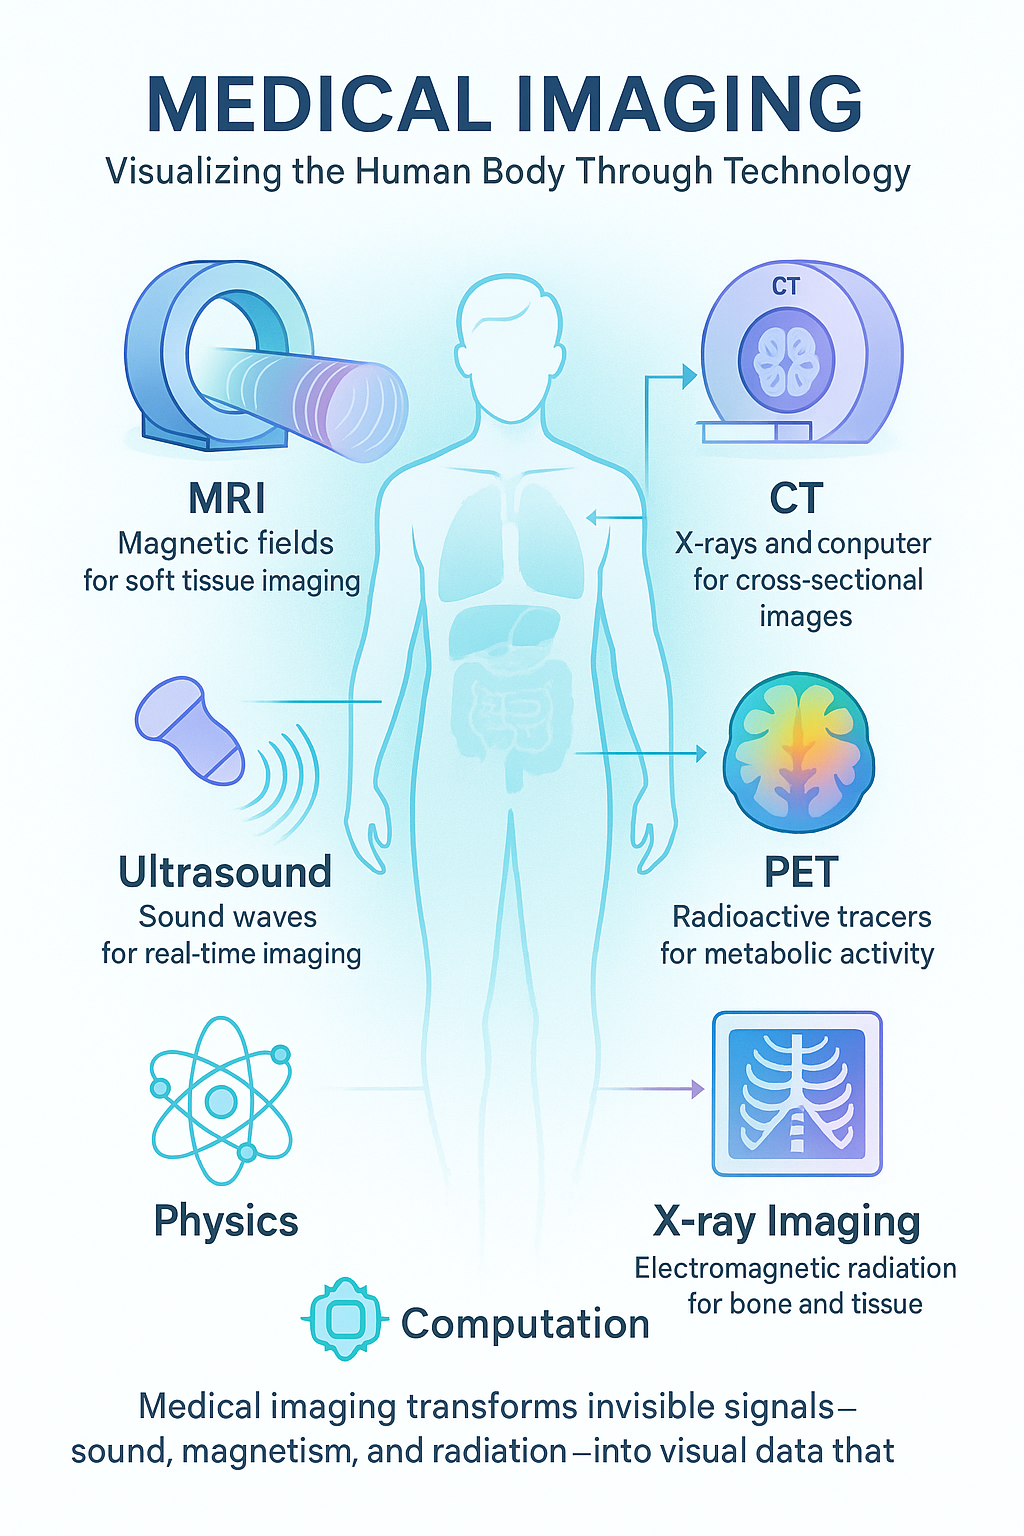 MEDICAL IMAGING
Visualizing the Human Body Through Technology
CT
MRI
Magnetic fields
for soft tissue imaging
CT
X-rays and conputer
for cross-sectional
images
Ultrasound
Sound waves
for real-time imaging
PET
Radioactive tracers
for metabolic activity
Physics
X-ray Imaging
Electromagnetic radiation
for bone and tissue
Computation
Medical imaging transforms invisible signals—
sound, magnetism, and radiation—into visual data that